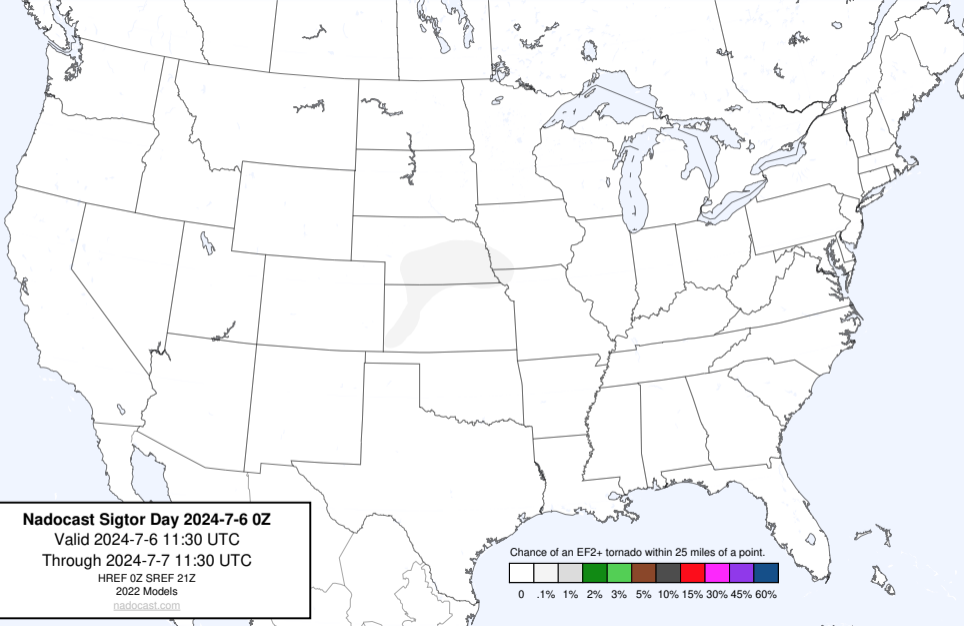 Nadocast Sigtor Day 2024-7-6 0Z
Valid 2024-7-6 11:30 UTC
Through 2024-7-7 11:30 UTC
HREF 0Z SREF 21Z
2022 Models
nadocast.com
Chance of an EF2+ tornado within 25 miles of a point.
0 .1% 1% 2% 3% 5% 10% 15% 30% 45% 60%